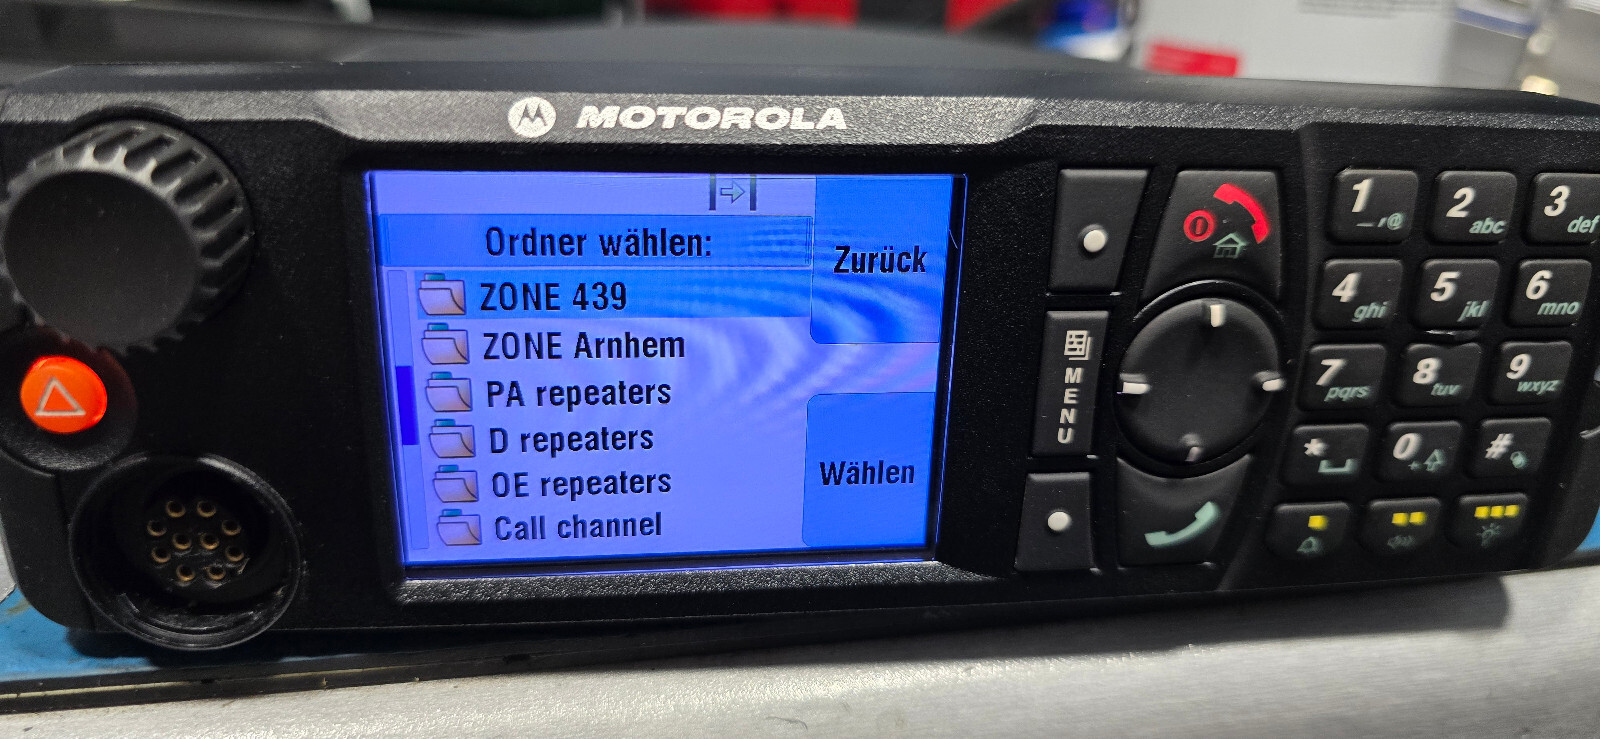 MOTOROLA
Ordner wählen:
Zurück
ZONE 439
ZONE Arnhem
PA repeaters
D repeaters
OE repeaters
Call channel
Wählen
MENU
1 _ r@
2 abc
3 def
4 ghi
5 jkl
6 mno
7 pqrs
8 tuv
9 wxyz
*
0 +
#